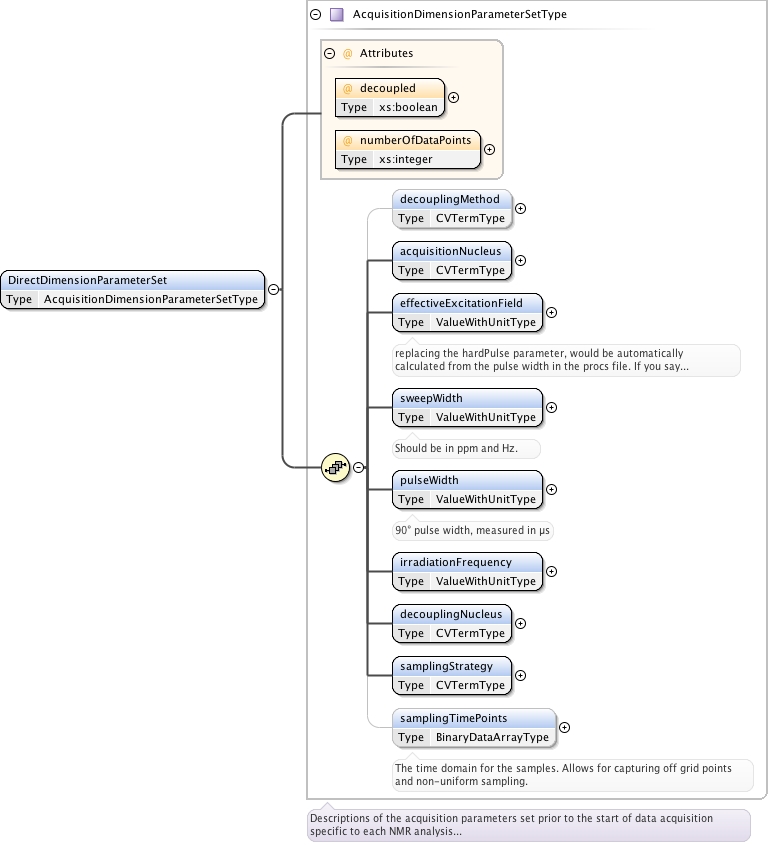 AcquisitionDimensionParameterSetType
@ Attributes
@ decoupled
Type xs:boolean
@ numberOfDataPoints
Type xs:integer
decouplingMethod
Type CVTermType
acquisitionNucleus
Type CVTermType
DirectDimensionParameterSet
Type AcquisitionDimensionParameterSetType
effectiveExcitationField
Type ValueWithUnitType
replacing the hardPulse parameter, would be automatically
calculated from the pulse width in the procs file. If you say...
sweepWidth
Type ValueWithUnitType
Should be in ppm and Hz.
pulseWidth
Type ValueWithUnitType
90° pulse width, measured in µs
irradiationFrequency
Type ValueWithUnitType
decouplingNucleus
Type CVTermType
samplingStrategy
Type CVTermType
samplingTimePoints
Type BinaryDataArrayType
The time domain for the samples. Allows for capturing off grid points
and non-uniform sampling.
Descriptions of the acquisition parameters set prior to the start of data acquisition
specific to each NMR analysis...